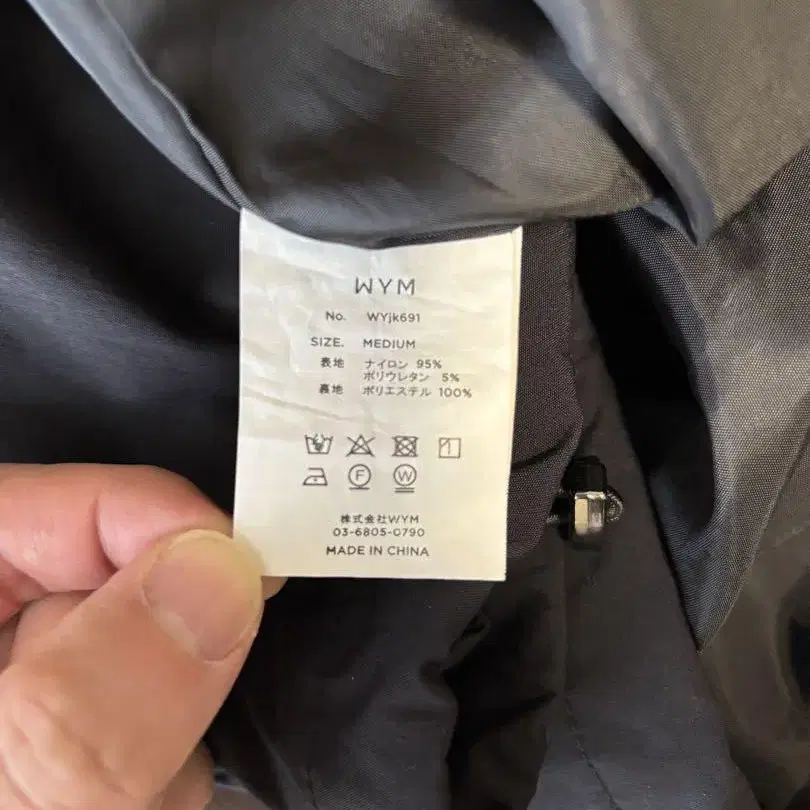 WYM
No. WYjk691
SIZE. MEDIUM
表地 ナイロン 95%
ポリウレタン 5%
裏地 ポリエステル 100%
F
W
株式会社WYM
03-6805-0790
MADE IN CHINA